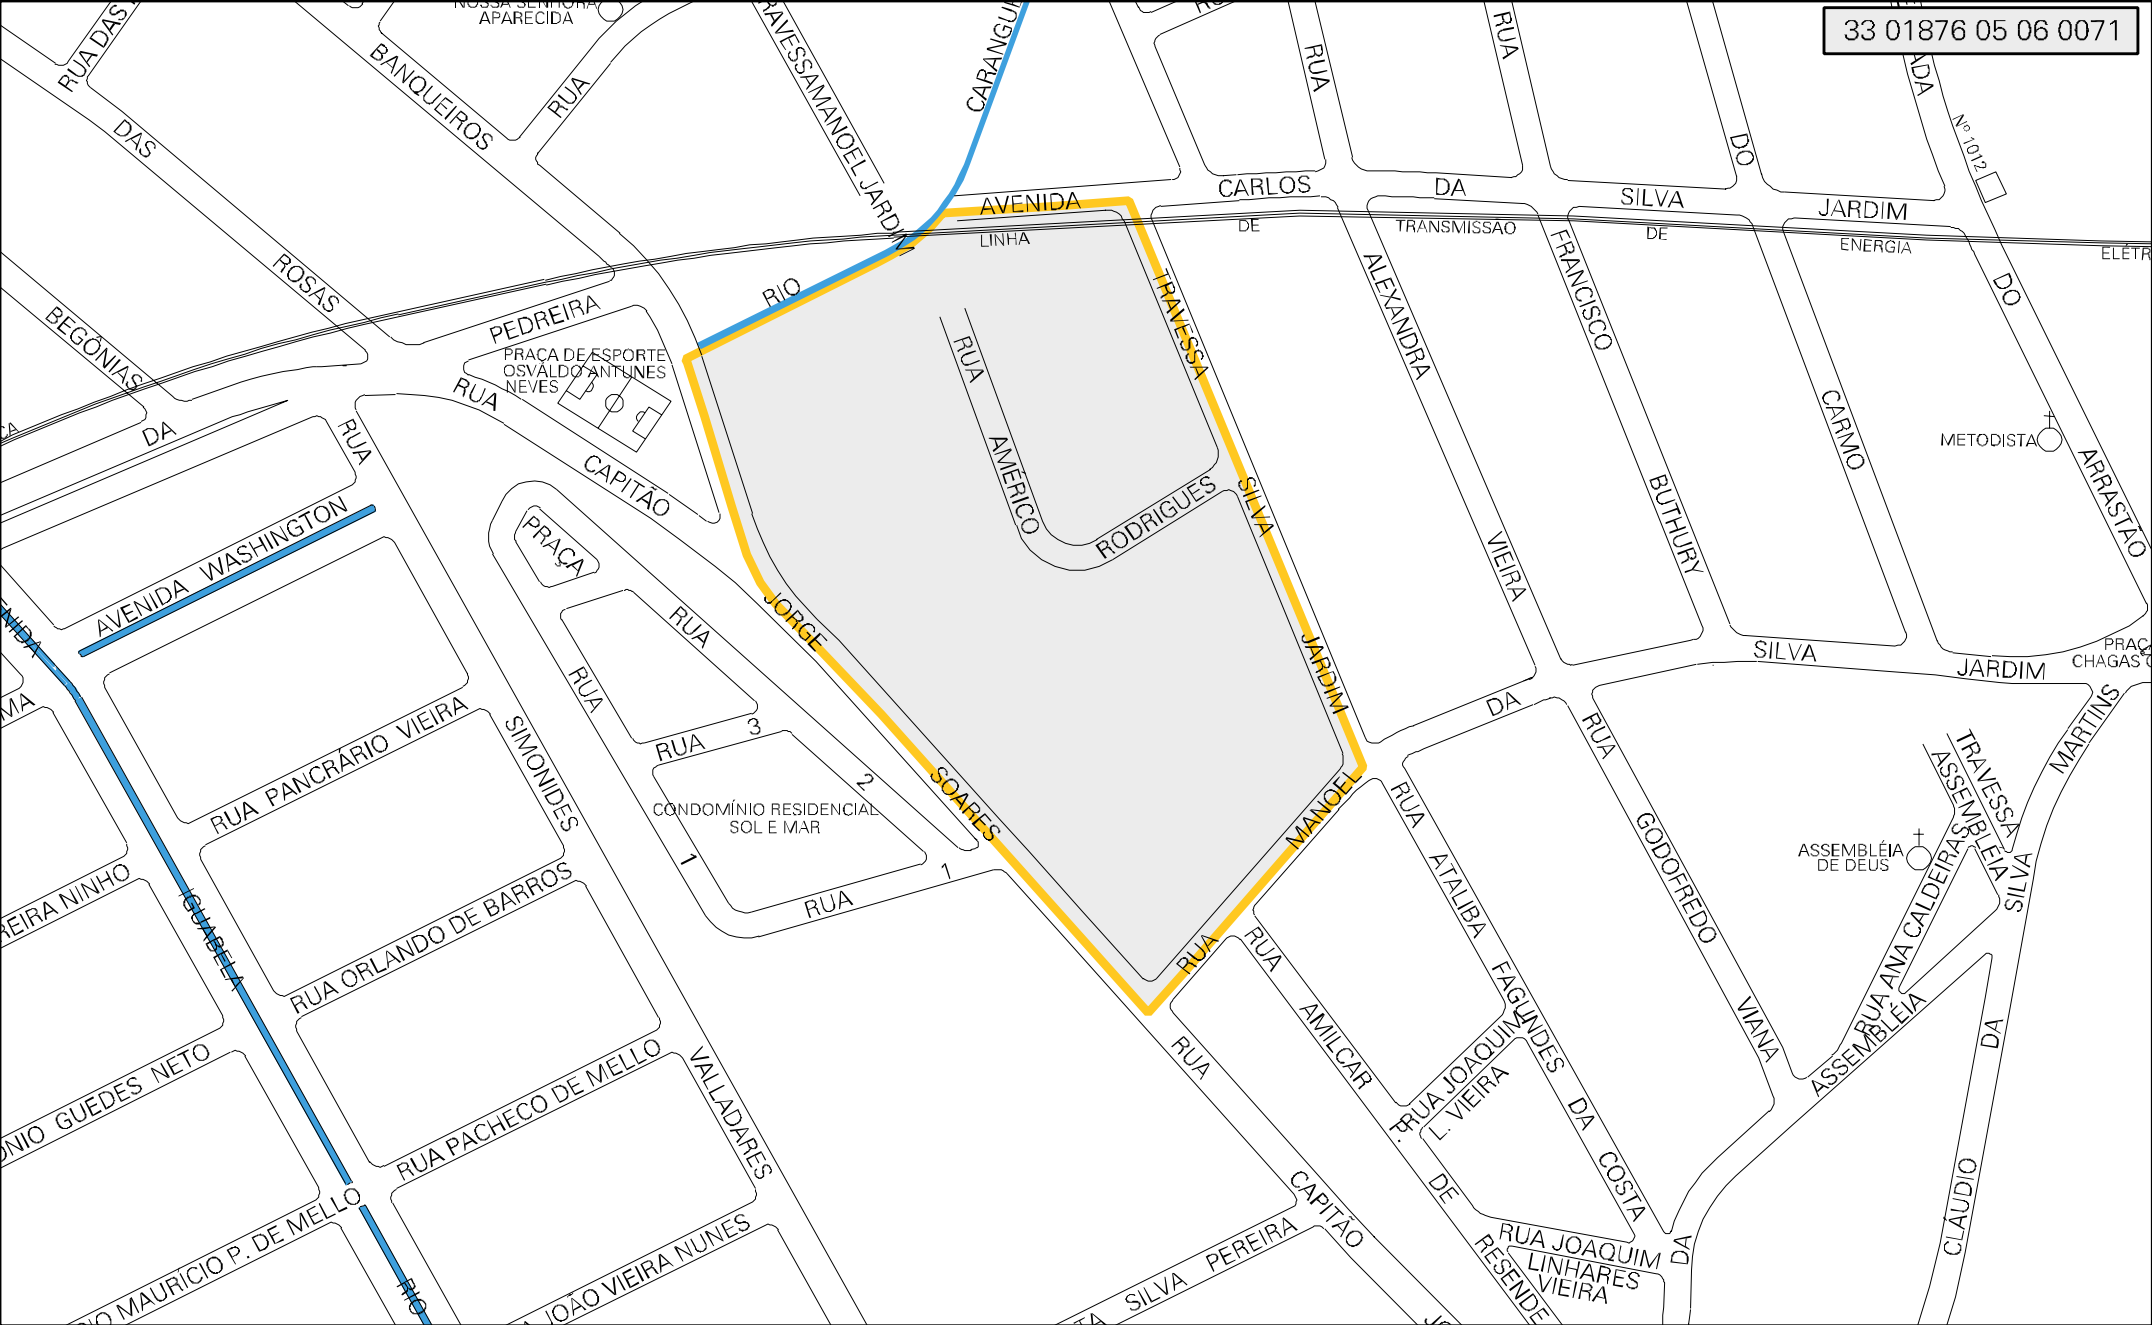 33 01876 05 06 0071
NOSSA SENHORA
APARECIDA
RUA DAS
BANQUEIROS
RUA
TRAVESSA MANOEL JARDIM
RUA
RUA
DO
Nº 1012
DAS
ROSAS
AVENIDA
CARLOS
DA
SILVA
JARDIM
LINHA
DE
TRANSMISSÃO
DE
ENERGIA
RIO
PEDREIRA
BEGÔNIAS
PRAÇA DE ESPORTE
OSVALDO ANTUNES
NEVES
DA
RUA
RUA
CAPITÃO
JORGE
SOARES
RUA
CAPITÃO
RUA
AMÉRICO
RODRIGUES
TRAVESSA
SILVA
JARDIM
ALEXANDRA
VIEIRA
FRANCISCO
BUTHURY
CARMO
DO
ARRASTÃO
METODISTA
AVENIDA WASHINGTON
PRAÇA
RUA
2
RUA
1
RUA 3
RUA
1
CONDOMÍNIO RESIDENCIAL
SOL E MAR
SIMONIDES
VALLADARES
RUA PANCRÁRIO VIEIRA
RUA ORLANDO DE BARROS
RUA PACHECO DE MELLO
JOÃO VIEIRA NUNES
MAURÍCIO P. DE MELLO
GUEDES NETO
NINHO
IGUABELA
RIO
SILVA PEREIRA
RUA
MANOEL
DA
SILVA
JARDIM
RUA
AMILCAR
P.
DE
RESENDE
RUA
ATALIBA
FAGUNDES
DA
COSTA
RUA JOAQUIM
L. VIEIRA
RUA JOAQUIM
LINHARES
VIEIRA
RUA
GODOFREDO
VIANA
ASSEMBLÉIA
DA
RUA ANA CALDEIRAS
TRAVESSA
ASSEMBLÉIA
ASSEMBLÉIA
DE DEUS
MARTINS
SILVA
DA
CLÁUDIO